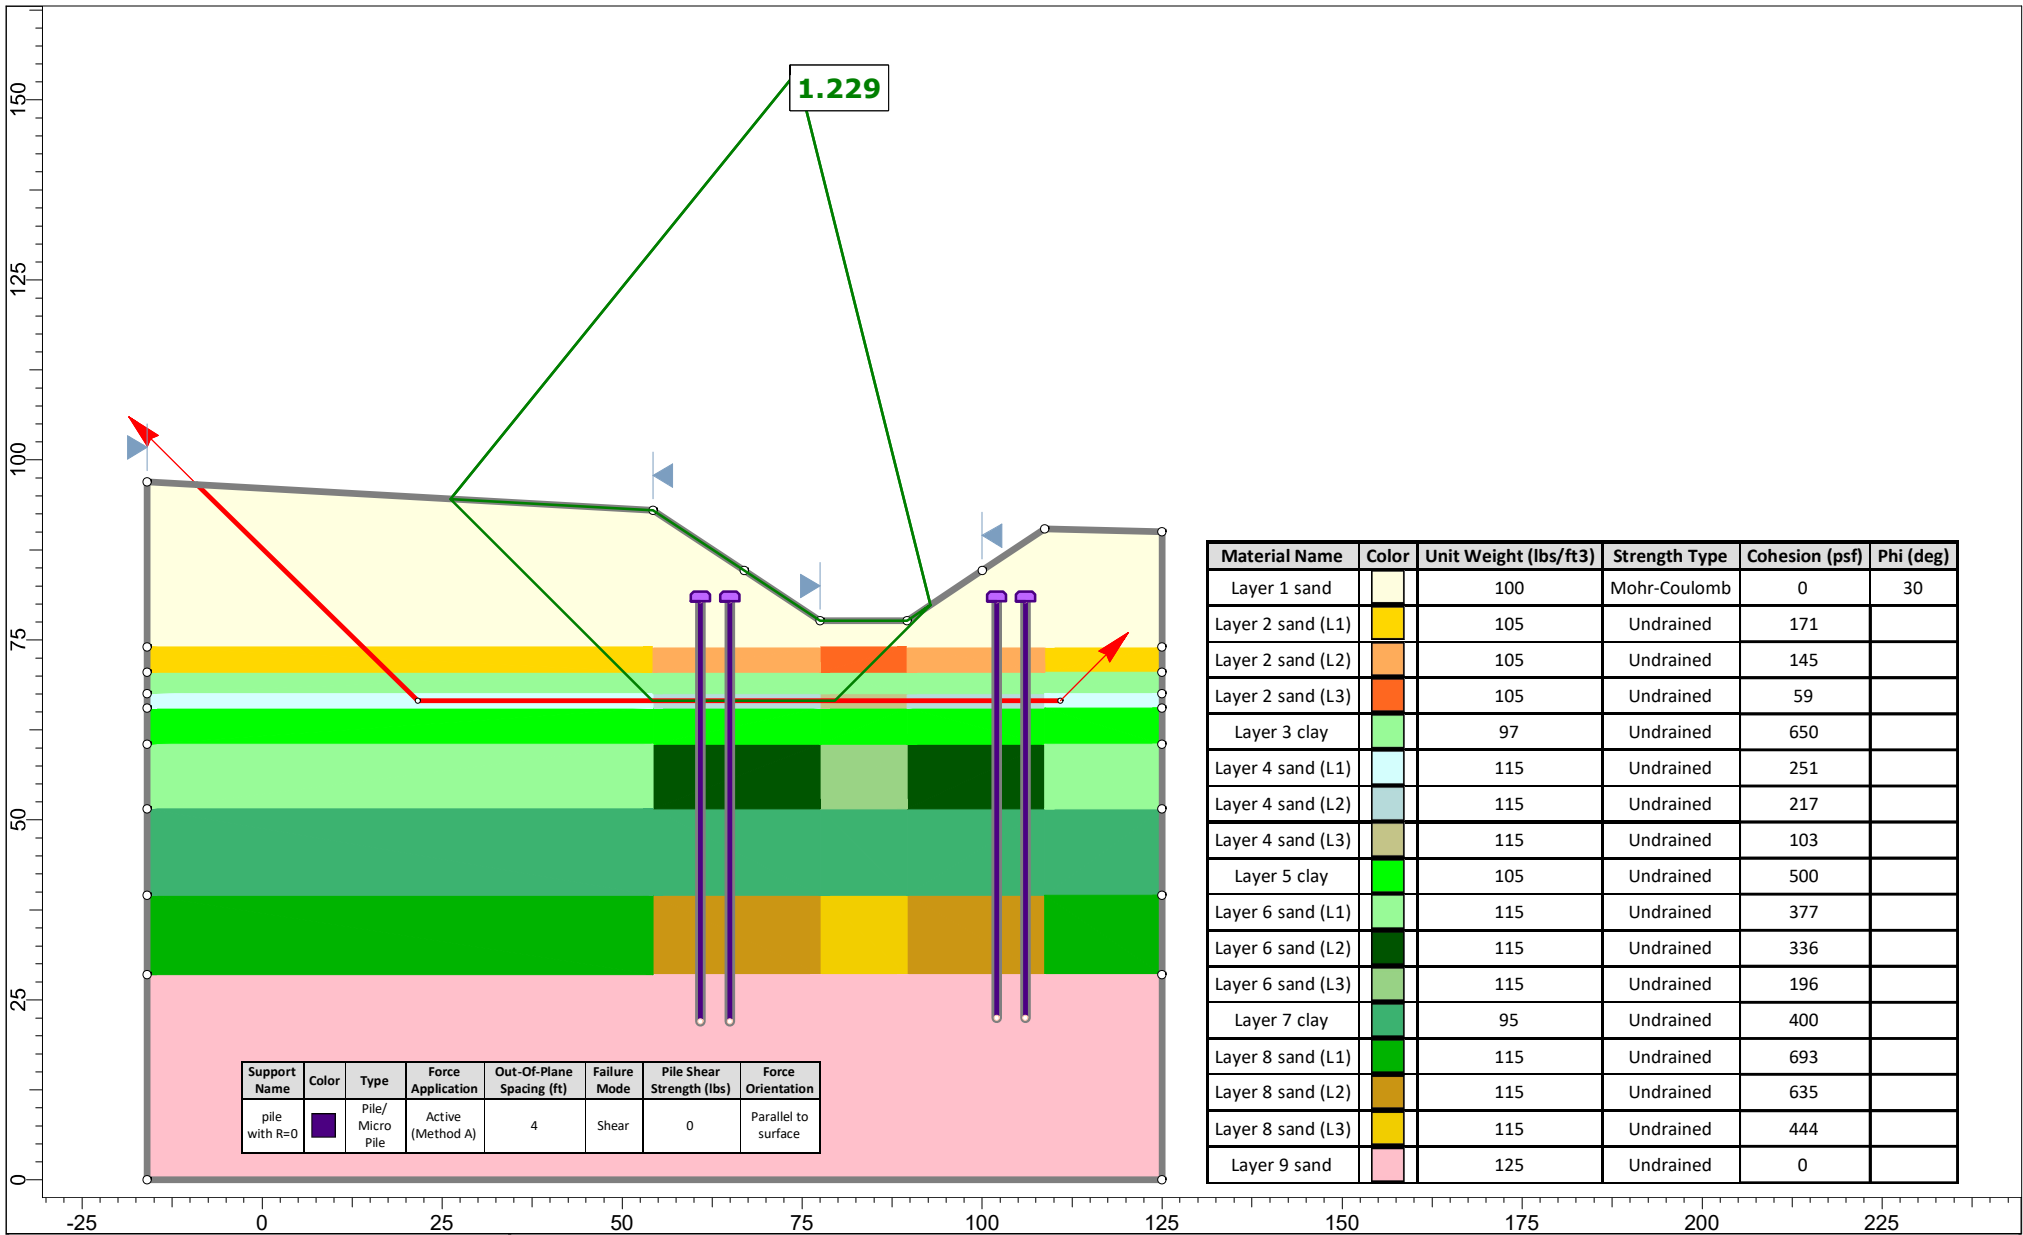 1.229
150
125
100
75
50
25
0
-25 0 25 50 75 100 125 150 175 200 225
Material Name Color Unit Weight (lbs/ft3) Strength Type Cohesion (psf) Phi (deg)
Layer 1 sand 100 Mohr-Coulomb 0 30
Layer 2 sand (L1) 105 Undrained 171
Layer 2 sand (L2) 105 Undrained 145
Layer 2 sand (L3) 105 Undrained 59
Layer 3 clay 97 Undrained 650
Layer 4 sand (L1) 115 Undrained 251
Layer 4 sand (L2) 115 Undrained 217
Layer 4 sand (L3) 115 Undrained 103
Layer 5 clay 105 Undrained 500
Layer 6 sand (L1) 115 Undrained 377
Layer 6 sand (L2) 115 Undrained 336
Layer 6 sand (L3) 115 Undrained 196
Layer 7 clay 95 Undrained 400
Layer 8 sand (L1) 115 Undrained 693
Layer 8 sand (L2) 115 Undrained 635
Layer 8 sand (L3) 115 Undrained 444
Layer 9 sand 125 Undrained 0
Support Name Color Type Force Application Out-Of-Plane Spacing (ft) Failure Mode Pile Shear Strength (lbs) Force Orientation
pile with R=0 Pile/ Micro Pile Active (Method A) 4 Shear 0 Parallel to surface